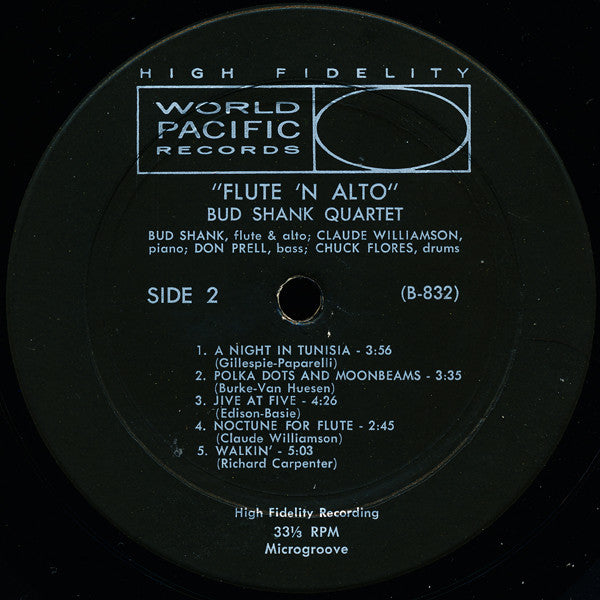 HIGH FIDELITY
WORLD
PACIFIC
RECORDS
"FLUTE 'N ALTO"
BUD SHANK QUARTET
BUD SHANK, flute & alto; CLAUDE WILLIAMSON,
piano; DON PRELL, bass; CHUCK FLORES, drums
SIDE 2
(B-832)
1. A NIGHT IN TUNISIA - 3:56
(Gillespie-Paparelli)
2. POLKA DOTS AND MOONBEAMS - 3:35
(Burke-Van Huesen)
3. JIVE AT FIVE - 4:26
(Edison-Basie)
4. NOCTUNE FOR FLUTE - 2:45
(Claude Williamson)
5. WALKIN' - 5:03
(Richard Carpenter)
High Fidelity Recording
33⅓ RPM
Microgroove